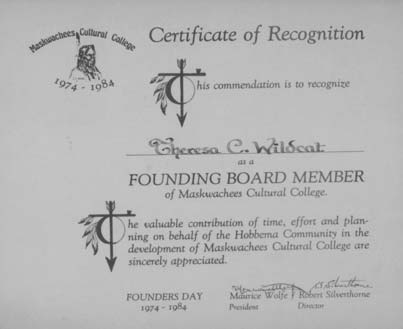 Maskwachees Cultural College
1974 - 1984
Certificate of Recognition
This commendation is to recognize
Theresa C. Wildcat
as a
FOUNDING BOARD MEMBER
of Maskwachees Cultural College.
The valuable contribution of time, effort and plan-
ning on behalf of the Hobbema Community in the
development of Maskwachees Cultural College are
sincerely appreciated.
FOUNDERS DAY
1974 - 1984
Maurice Wolfe
President
Robert Silverthorne
Director